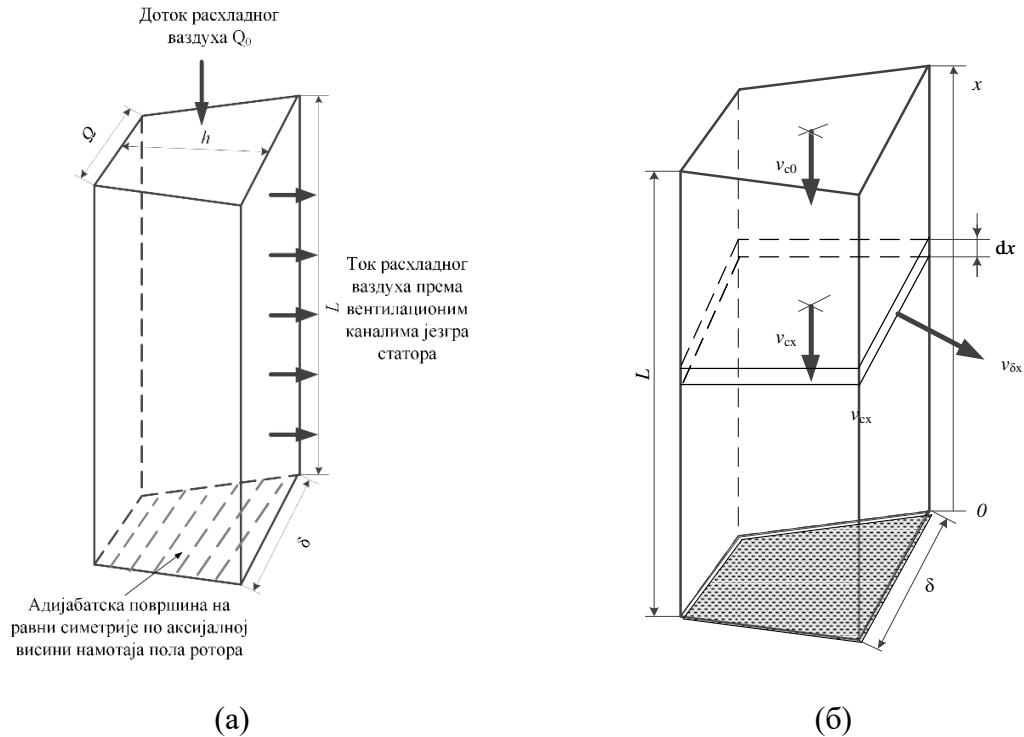 Доток расхладног
ваздуха Q₀
Ω
h
L
Ток расхладног
ваздуха према
вентилационим
каналима језгра
статора
δ
Адијабатска површина на
равни симетрије по аксијалној
висини намотаја пола ротора
(а)
x
vc0
dx
vcx
L
vδx
vcx
0
δ
(б)